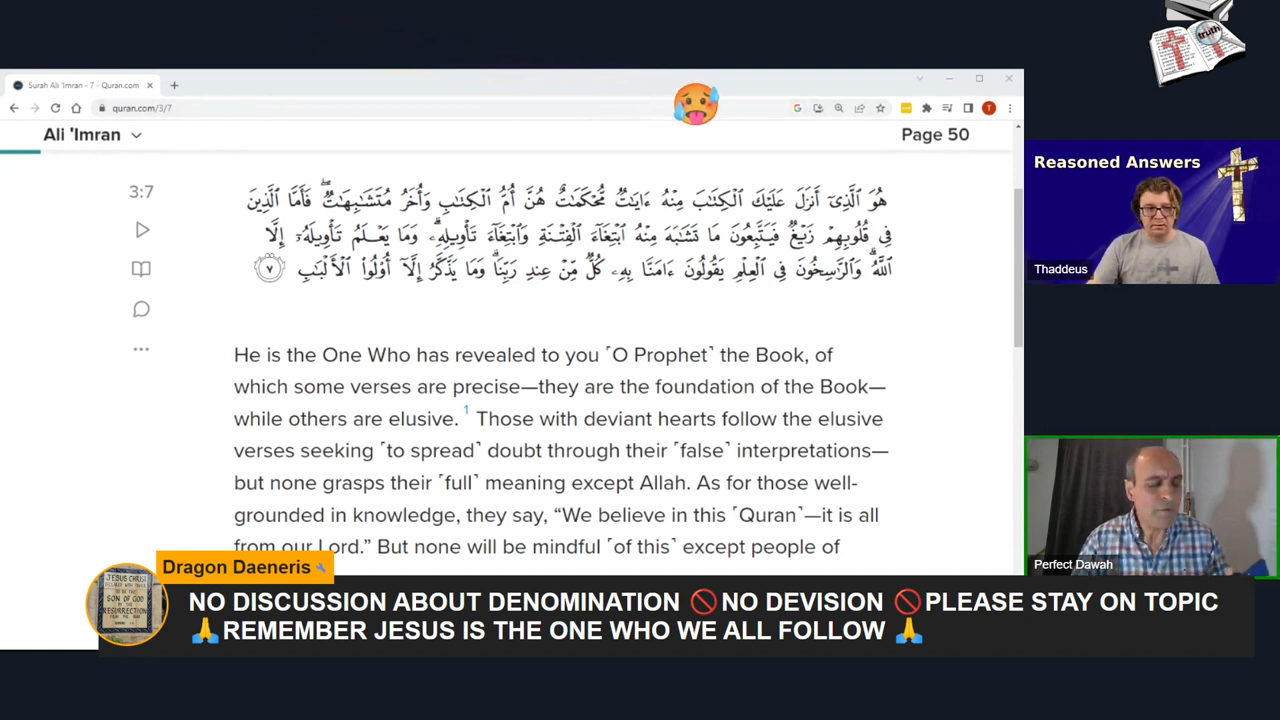 truth
Surah Ali 'Imran - 7 - Quran.com
quran.com/3/7
T
Ali 'Imran
Page 50
3:7
هُوَ ٱلَّذِىٓ أَنزَلَ عَلَيْكَ ٱلْكِتَـٰبَ مِنْهُ ءَايَـٰتٌ مُّحْكَمَـٰتٌ هُنَّ أُمُّ ٱلْكِتَـٰبِ وَأُخَرُ مُتَشَـٰبِهَـٰتٌ ۖ فَأَمَّا ٱلَّذِينَ
فِى قُلُوبِهِمْ زَيْغٌ فَيَتَّبِعُونَ مَا تَشَـٰبَهَ مِنْهُ ٱبْتِغَآءَ ٱلْفِتْنَةِ وَٱبْتِغَآءَ تَأْوِيلِهِۦ ۗ وَمَا يَعْلَمُ تَأْوِيلَهُۥٓ إِلَّا
ٱللَّهُ ۗ وَٱلرَّٰسِخُونَ فِى ٱلْعِلْمِ يَقُولُونَ ءَامَنَّا بِهِۦ كُلٌّ مِّنْ عِندِ رَبِّنَا ۗ وَمَا يَذَّكَّرُ إِلَّآ أُو۟لُوا۟ ٱلْأَلْبَـٰبِ ٧
He is the One Who has revealed to you ˹O Prophet˺ the Book, of
which some verses are precise—they are the foundation of the Book—
while others are elusive. 1 Those with deviant hearts follow the elusive
verses seeking ˹to spread˺ doubt through their ˹false˺ interpretations—
but none grasps their ˹full˺ meaning except Allah. As for those well-
grounded in knowledge, they say, “We believe in this ˹Quran˺—it is all
from our Lord.” But none will be mindful ˹of this˺ except people of
Reasoned Answers
Thaddeus
Perfect Dawah
Dragon Daeneris
JESUS CHRIST
SON OF GOD
RESURRECTION
NO DISCUSSION ABOUT DENOMINATION 🚫NO DEVISION 🚫PLEASE STAY ON TOPIC
🙏REMEMBER JESUS IS THE ONE WHO WE ALL FOLLOW 🙏